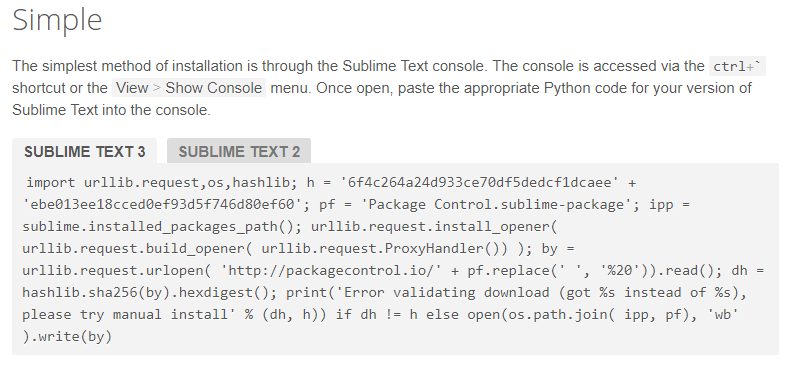 Simple
The simplest method of installation is through the Sublime Text console. The console is accessed via the ctrl+`
shortcut or the View > Show Console menu. Once open, paste the appropriate Python code for your version of
Sublime Text into the console.
SUBLIME TEXT 3 SUBLIME TEXT 2
import urllib.request,os,hashlib; h = '6f4c264a24d933ce70df5dedcf1dcaee' +
'ebe013ee18cced0ef93d5f746d80ef60'; pf = 'Package Control.sublime-package'; ipp =
sublime.installed_packages_path(); urllib.request.install_opener(
urllib.request.build_opener( urllib.request.ProxyHandler()) ); by =
urllib.request.urlopen( 'http://packagecontrol.io/' + pf.replace(' ', '%20')).read(); dh =
hashlib.sha256(by).hexdigest(); print('Error validating download (got %s instead of %s),
please try manual install' % (dh, h)) if dh != h else open(os.path.join( ipp, pf), 'wb'
).write(by)